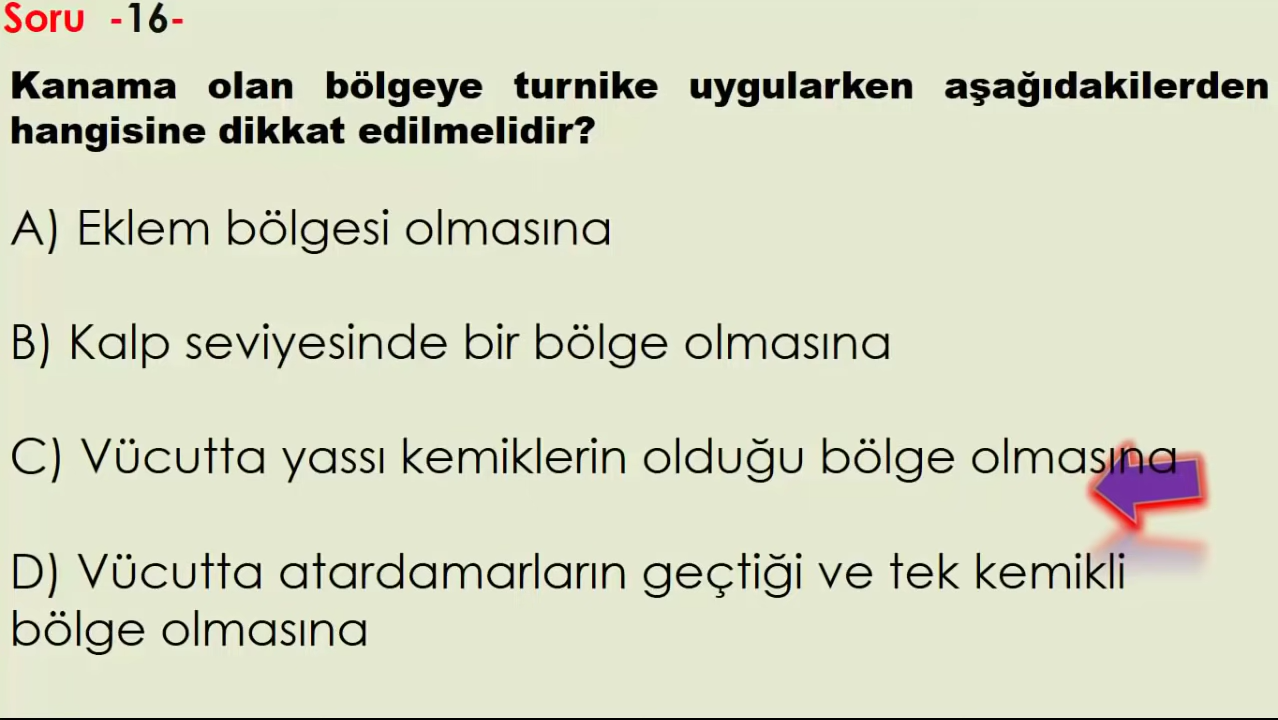 Soru -16-
Kanama olan bölgeye turnike uygularken aşağıdakilerden
hangisine dikkat edilmelidir?
A) Eklem bölgesi olmasına
B) Kalp seviyesinde bir bölge olmasına
C) Vücutta yassı kemiklerin olduğu bölge olmasına
D) Vücutta atardamarların geçtiği ve tek kemikli
bölge olmasına